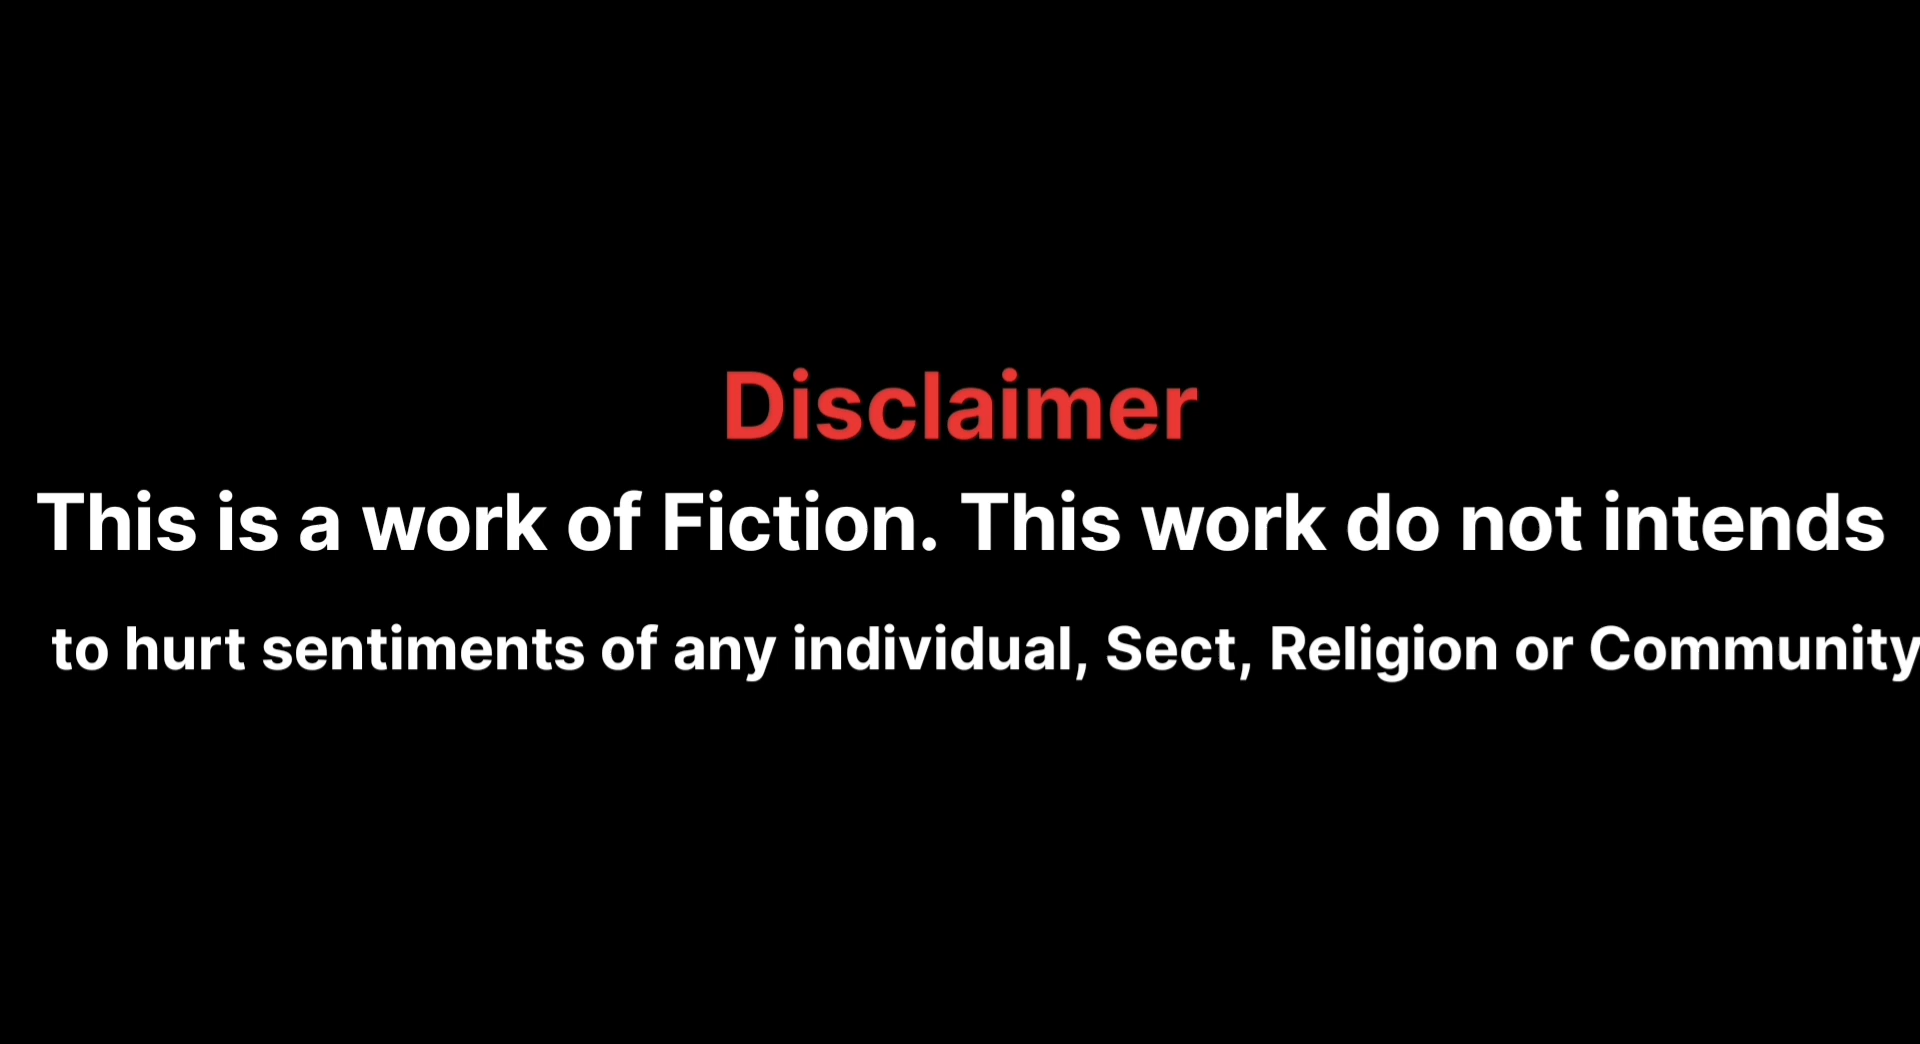 Disclaimer
This is a work of Fiction. This work do not intends
to hurt sentiments of any individual, Sect, Religion or Community